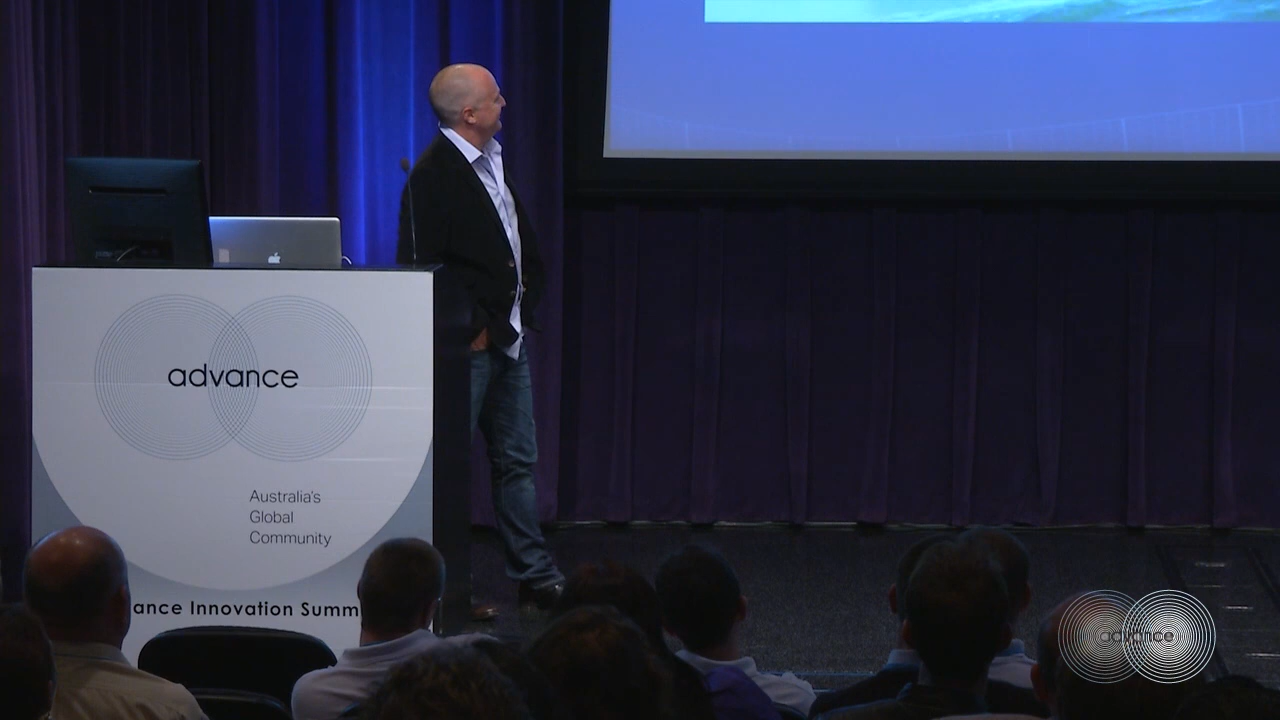 advance
Australia's
Global
Community
ance Innovation Summ
advance